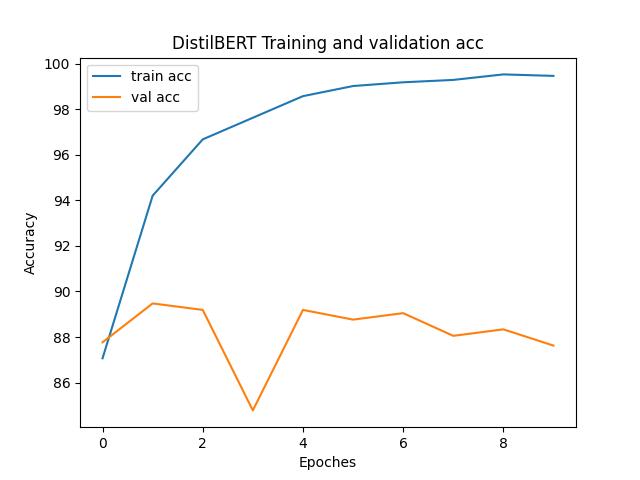 DistilBERT Training and validation acc
train acc
val acc
100
98
96
94
92
90
88
86
Accuracy
0 2 4 6 8
Epoches